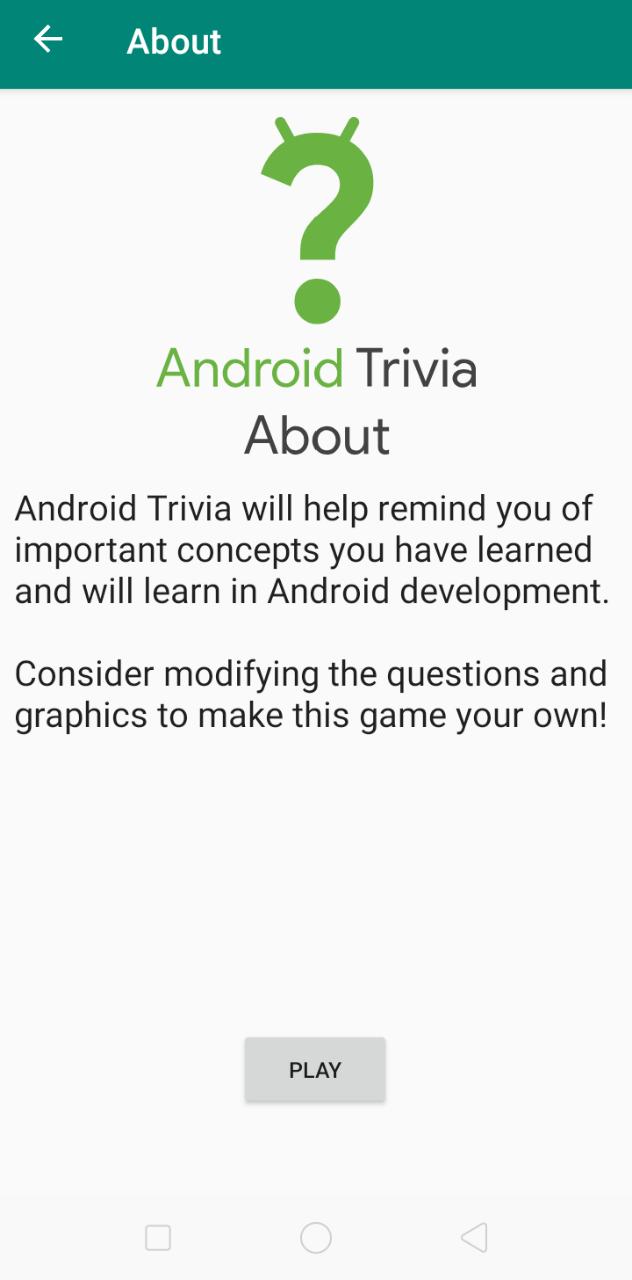 About
Android Trivia
About
Android Trivia will help remind you of
important concepts you have learned
and will learn in Android development.
Consider modifying the questions and
graphics to make this game your own!
PLAY